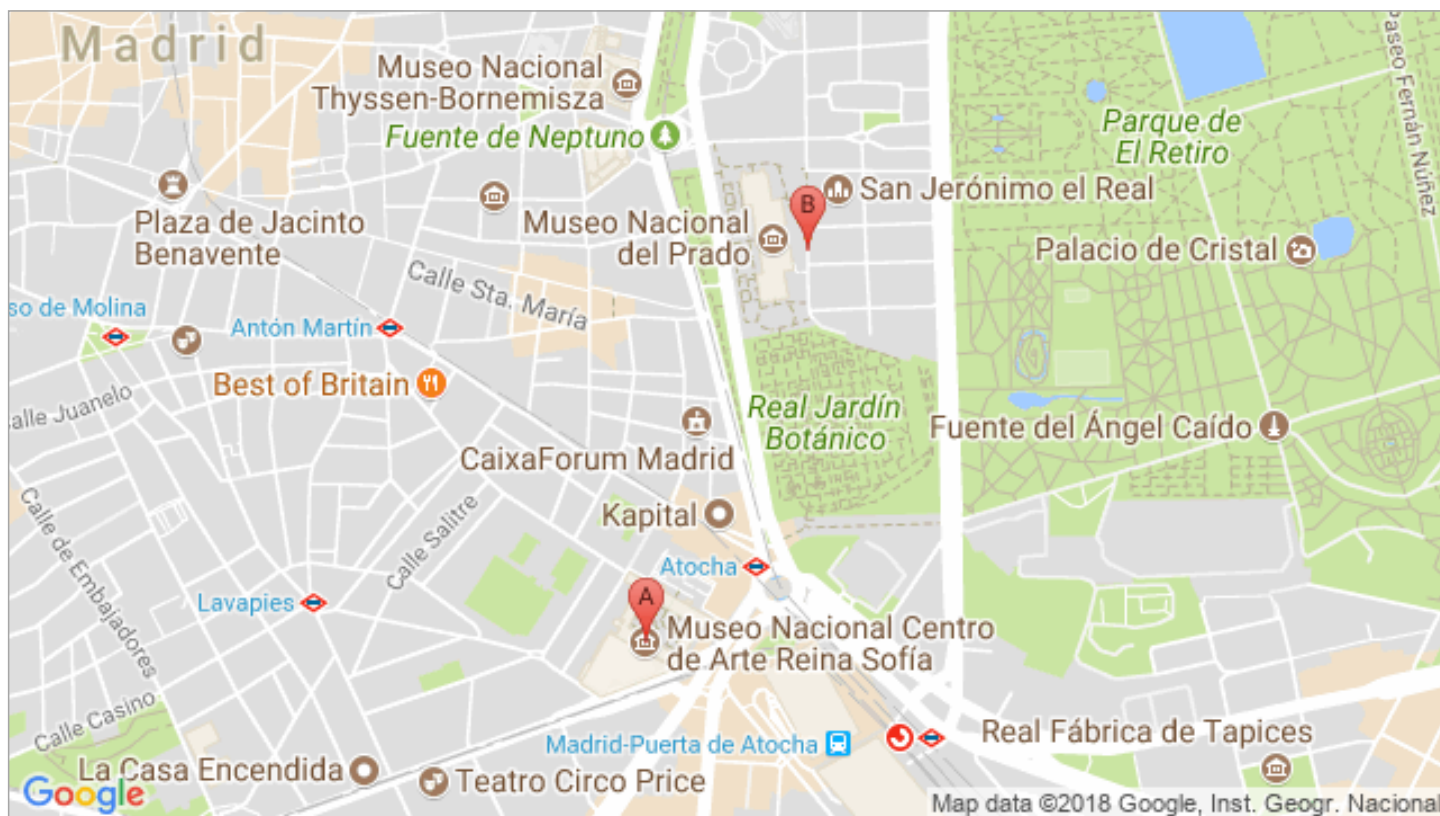 Madrid
Museo Nacional
Thyssen-Bornemisza
Fuente de Neptuno
Paseo Fernán Núñez
Parque de
El Retiro
B
San Jerónimo el Real
Plaza de Jacinto
Benavente
Museo Nacional
del Prado
Palacio de Cristal
Calle Sta. María
so de Molina
Antón Martín
Best of Britain
alle Juanelo
Real Jardín
Botánico
Fuente del Ángel Caído
CaixaForum Madrid
Kapital
Calle Salitre
Calle de Embajadores
Atocha
Lavapies
A
Museo Nacional Centro
de Arte Reina Sofía
Calle Casino
Madrid-Puerta de Atocha
Real Fábrica de Tapices
La Casa Encendida
Teatro Circo Price
Google
Map data ©2018 Google, Inst. Geogr. Nacional